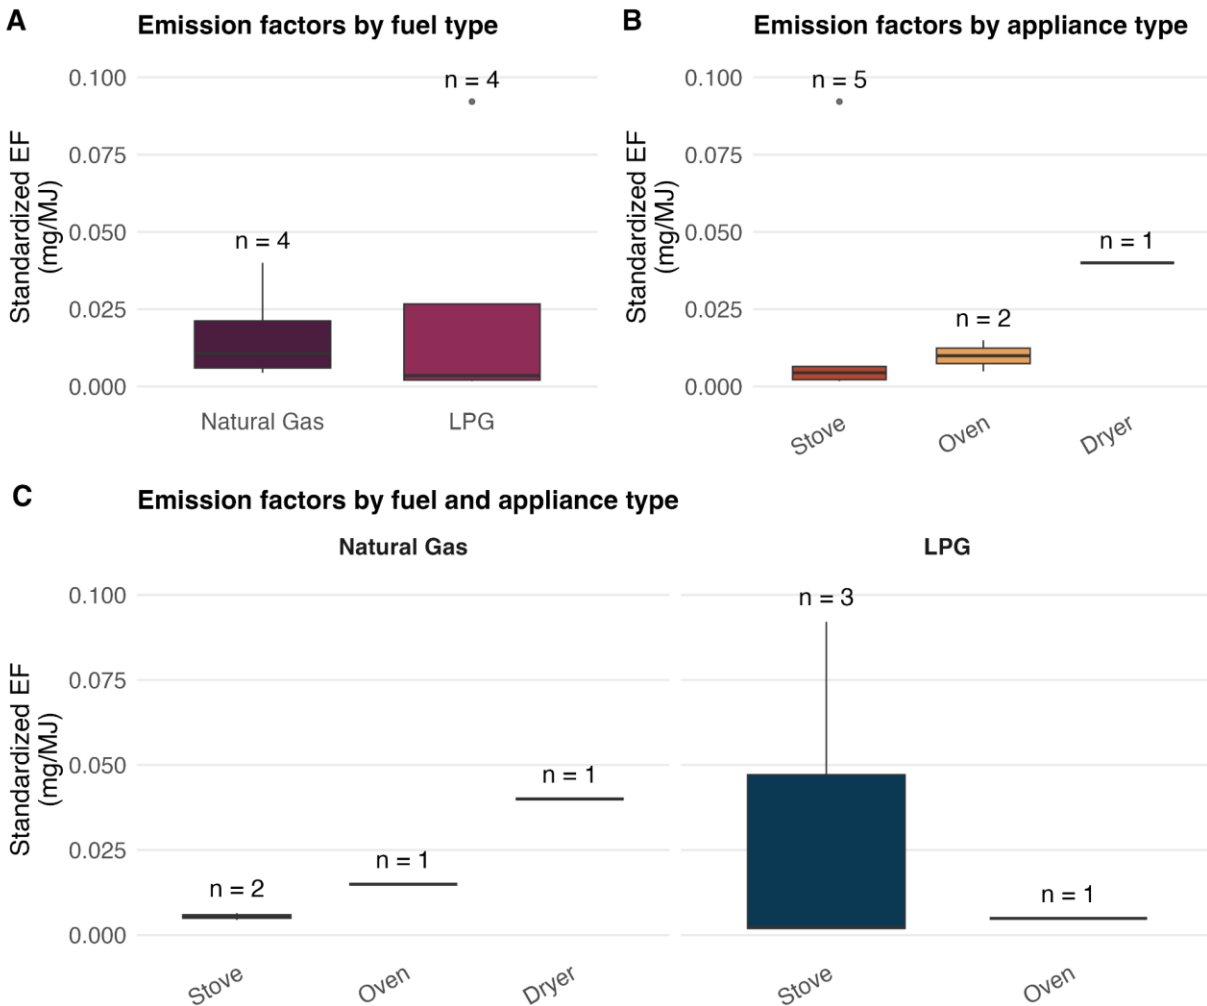 A
Emission factors by fuel type
Standardized EF
(mg/MJ)
0.100
0.075
0.050
0.025
0.000
n = 4
n = 4
Natural Gas
LPG
B
Emission factors by appliance type
Standardized EF
(mg/MJ)
0.100
0.075
0.050
0.025
0.000
n = 5
n = 2
n = 1
Stove
Oven
Dryer
C
Emission factors by fuel and appliance type
Natural Gas
LPG
Standardized EF
(mg/MJ)
0.100
0.075
0.050
0.025
0.000
n = 2
n = 1
n = 1
n = 3
n = 1
Stove
Oven
Dryer
Stove
Oven